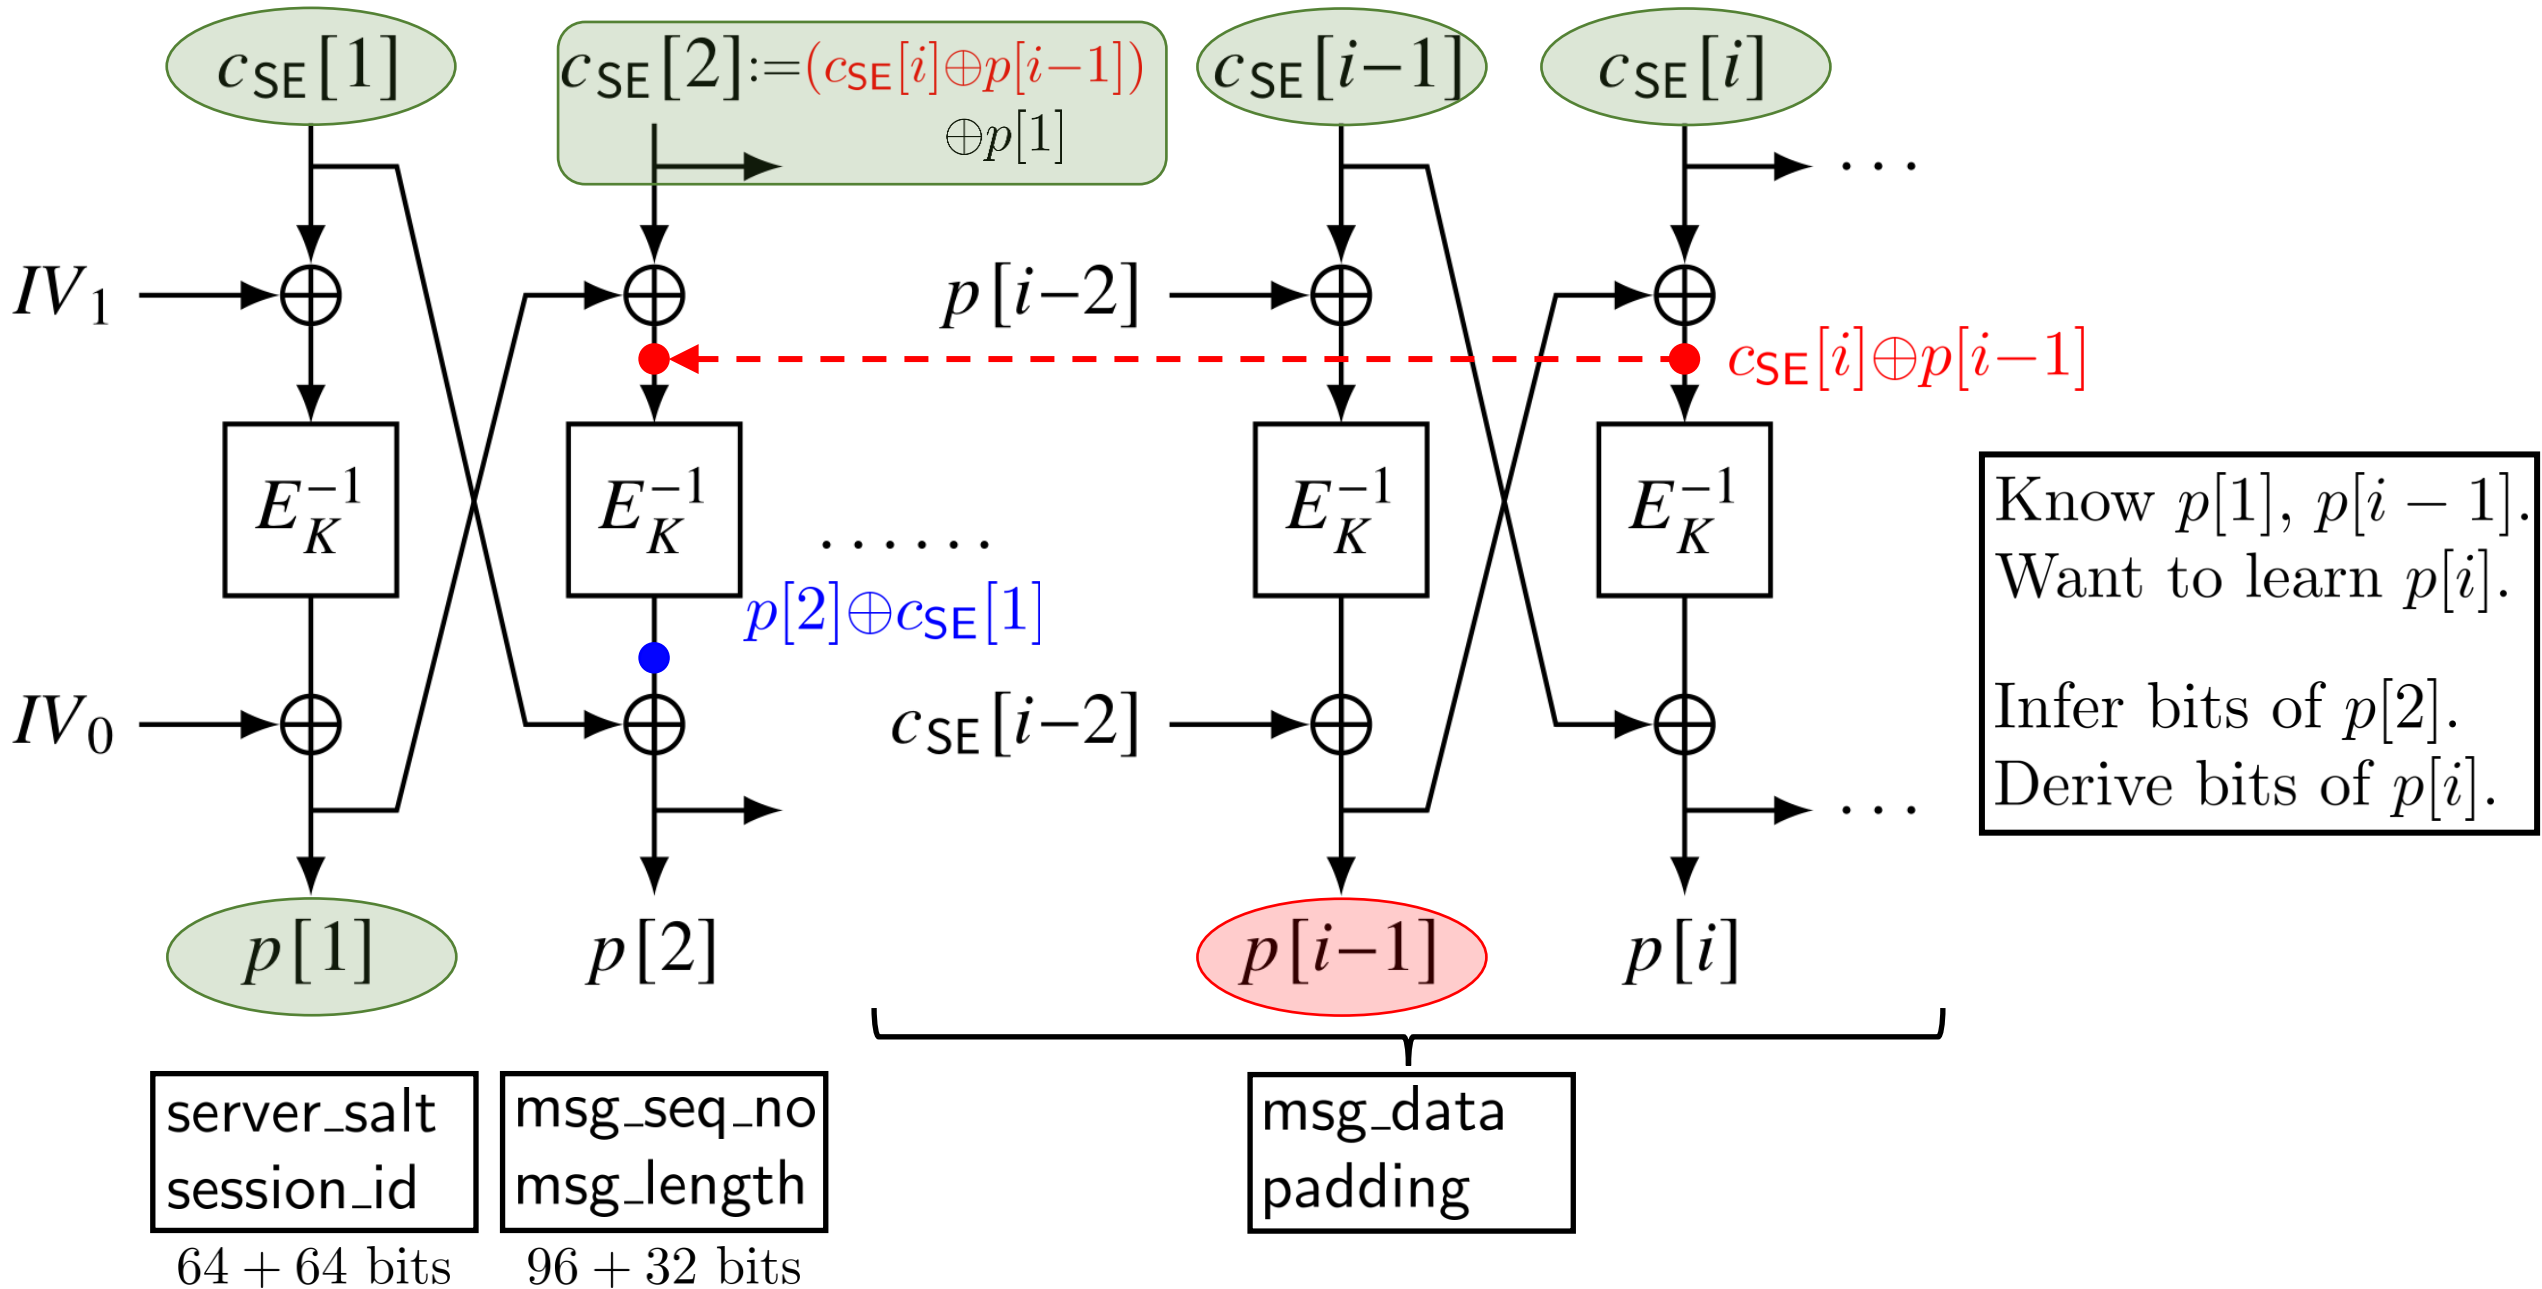 c_SE[1]
c_SE[2]:=(c_SE[i]⊕p[i−1])
⊕p[1]
c_SE[i−1]
c_SE[i]
· · ·
IV_1
p[i−2]
c_SE[i]⊕p[i−1]
E_K^{−1}
E_K^{−1}
· · · · · ·
E_K^{−1}
E_K^{−1}
p[2]⊕c_SE[1]
IV_0
c_SE[i−2]
· · ·
Know p[1], p[i − 1].
Want to learn p[i].
Infer bits of p[2].
Derive bits of p[i].
p[1]
p[2]
p[i−1]
p[i]
server_salt
session_id
64 + 64 bits
msg_seq_no
msg_length
96 + 32 bits
msg_data
padding